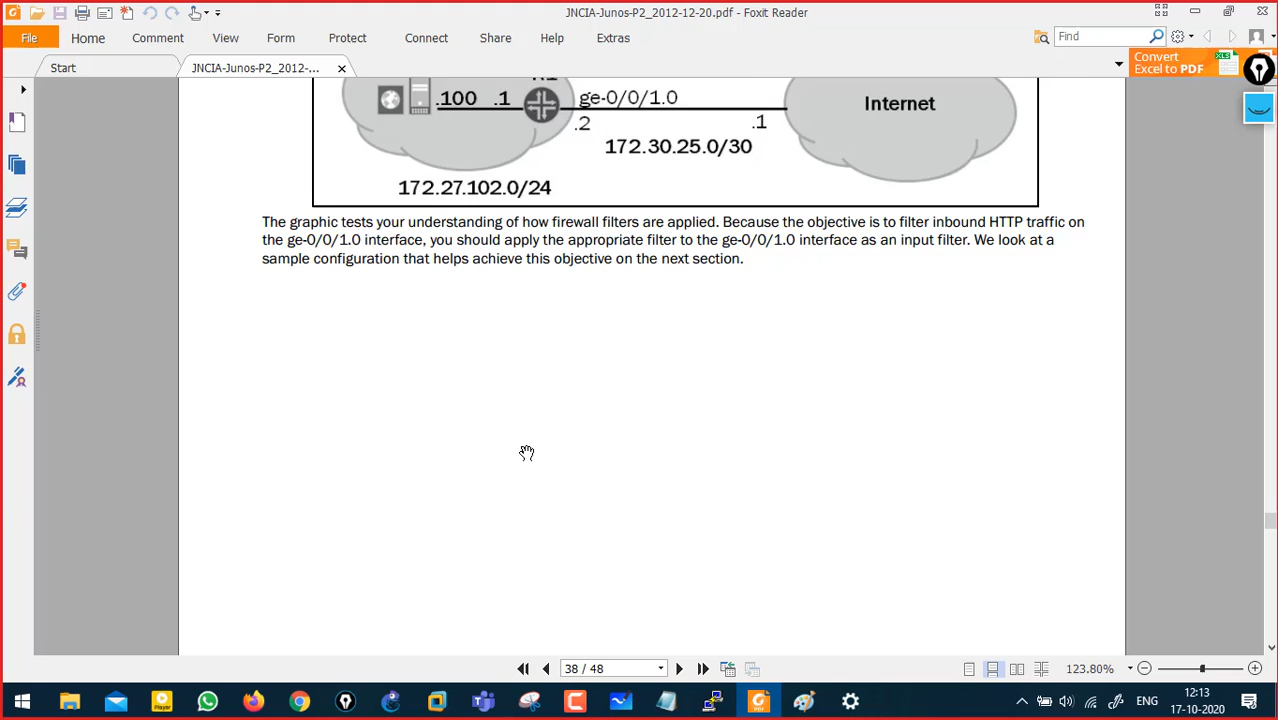 JNCIA-Junos-P2_2012-12-20.pdf - Foxit Reader
File Home Comment View Form Protect Connect Share Help Extras Find
Start JNCIA-Junos-P2_2012-...
Convert
Excel to PDF
XLS
.100 .1 ge-0/0/1.0 Internet
.2 .1
172.30.25.0/30
172.27.102.0/24
The graphic tests your understanding of how firewall filters are applied. Because the objective is to filter inbound HTTP traffic on
the ge-0/0/1.0 interface, you should apply the appropriate filter to the ge-0/0/1.0 interface as an input filter. We look at a
sample configuration that helps achieve this objective on the next section.
38 / 48
123.80%
Player
PDF
ENG
12:13
17-10-2020